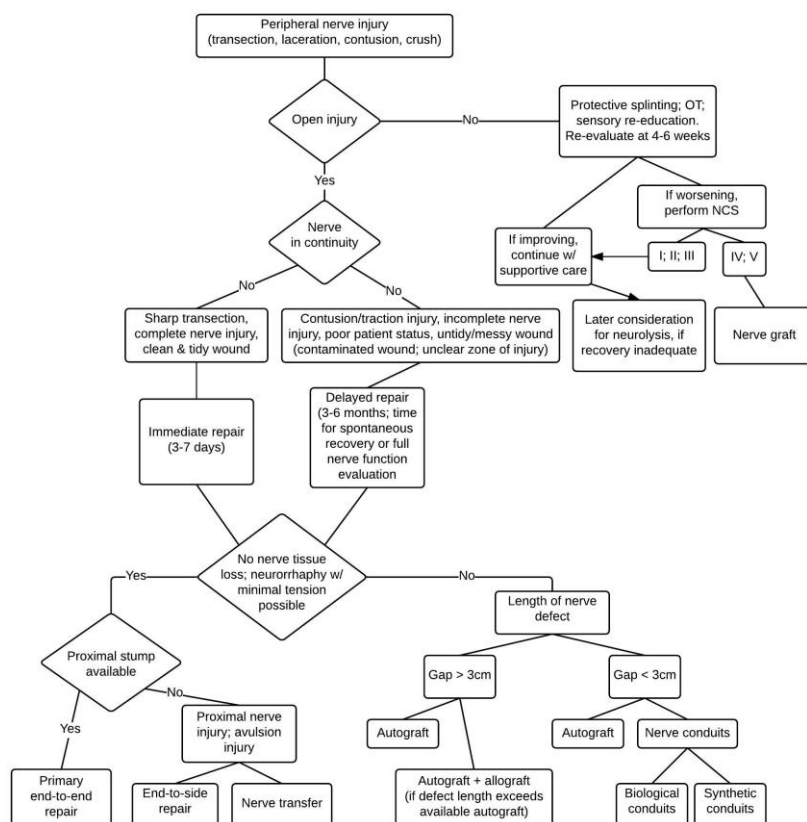 Peripheral nerve injury
(transection, laceration, contusion, crush)
Open injury
No
Protective splinting; OT;
sensory re-education.
Re-evaluate at 4-6 weeks
Yes
If worsening,
perform NCS
Nerve
in continuity
If improving,
continue w/
supportive care
I; II; III
IV; V
No
No
Sharp transection,
complete nerve injury,
clean & tidy wound
Contusion/traction injury, incomplete nerve
injury, poor patient status, untidy/messy wound
(contaminated wound; unclear zone of injury)
Later consideration
for neurolysis, if
recovery inadequate
Nerve graft
Immediate repair
(3-7 days)
Delayed repair
(3-6 months; time
for spontaneous
recovery or full
nerve function
evaluation
No nerve tissue
loss; neurorrhaphy w/
minimal tension
possible
Yes
No
Length of nerve
defect
Proximal stump
available
Gap > 3cm
Gap < 3cm
No
Yes
Proximal nerve
injury; avulsion
injury
Autograft
Autograft
Nerve conduits
Primary
end-to-end
repair
End-to-side
repair
Nerve transfer
Autograft + allograft
(if defect length exceeds
available autograft)
Biological
conduits
Synthetic
conduits